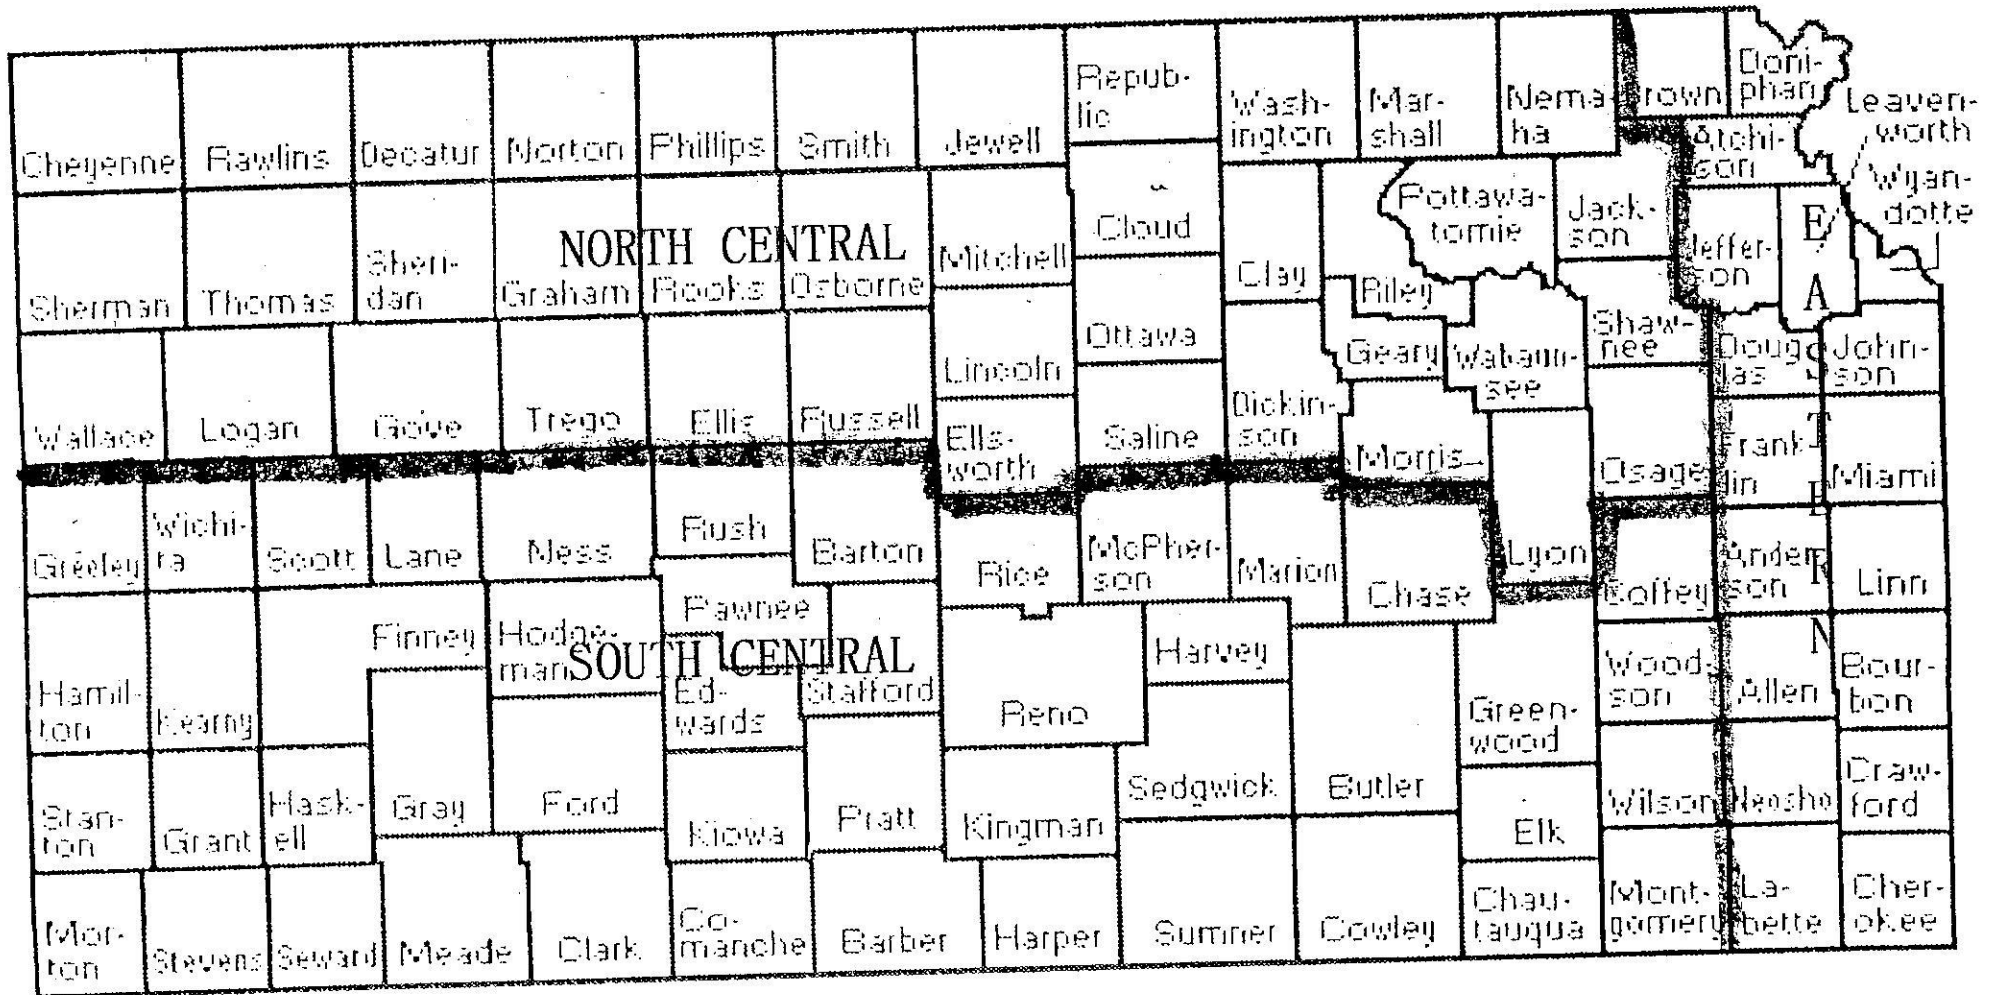 Cheyenne
Rawlins
Decatur
Norton
Phillips
Smith
Jewell
Repub-
lic
Wash-
ington
Mar-
shall
Nema
ha
Brown
Doni-
phan
Leaven-
worth
Atchi-
son
Wyan-
dotte
Sherman
Thomas
Sheri-
dan
NORTH CENTRAL
Graham
Rooks
Osborne
Mitchell
Cloud
Clay
Riley
Pottawa-
tomie
Jack-
son
Jeffer-
son
EASTERN
Wallace
Logan
Gove
Trego
Ellis
Russell
Lincoln
Ells-
worth
Ottawa
Saline
Dickin-
son
Geary
Wabaun-
see
Shaw-
nee
Doug-
las
John-
son
Morris
Osage
Frank-
lin
Miami
Greeley
Wichi-
ta
Scott
Lane
Ness
Rush
Barton
Rice
McPher-
son
Marion
Chase
Lyon
Coffey
Ander
son
Linn
Hamil-
ton
Kearny
Finney
Hodge-
man
Pawnee
SOUTH CENTRAL
Ed-
wards
Stafford
Reno
Harvey
Green-
wood
Wood-
son
Allen
Bour-
bon
Stan-
ton
Grant
Hask-
ell
Gray
Ford
Kiowa
Pratt
Kingman
Sedgwick
Butler
Elk
Wilson
Neosho
Craw-
ford
Mor-
ton
Stevens
Seward
Meade
Clark
Co-
manche
Barber
Harper
Sumner
Cowley
Chau-
tauqua
Mont-
gomery
La-
bette
Cher-
okee